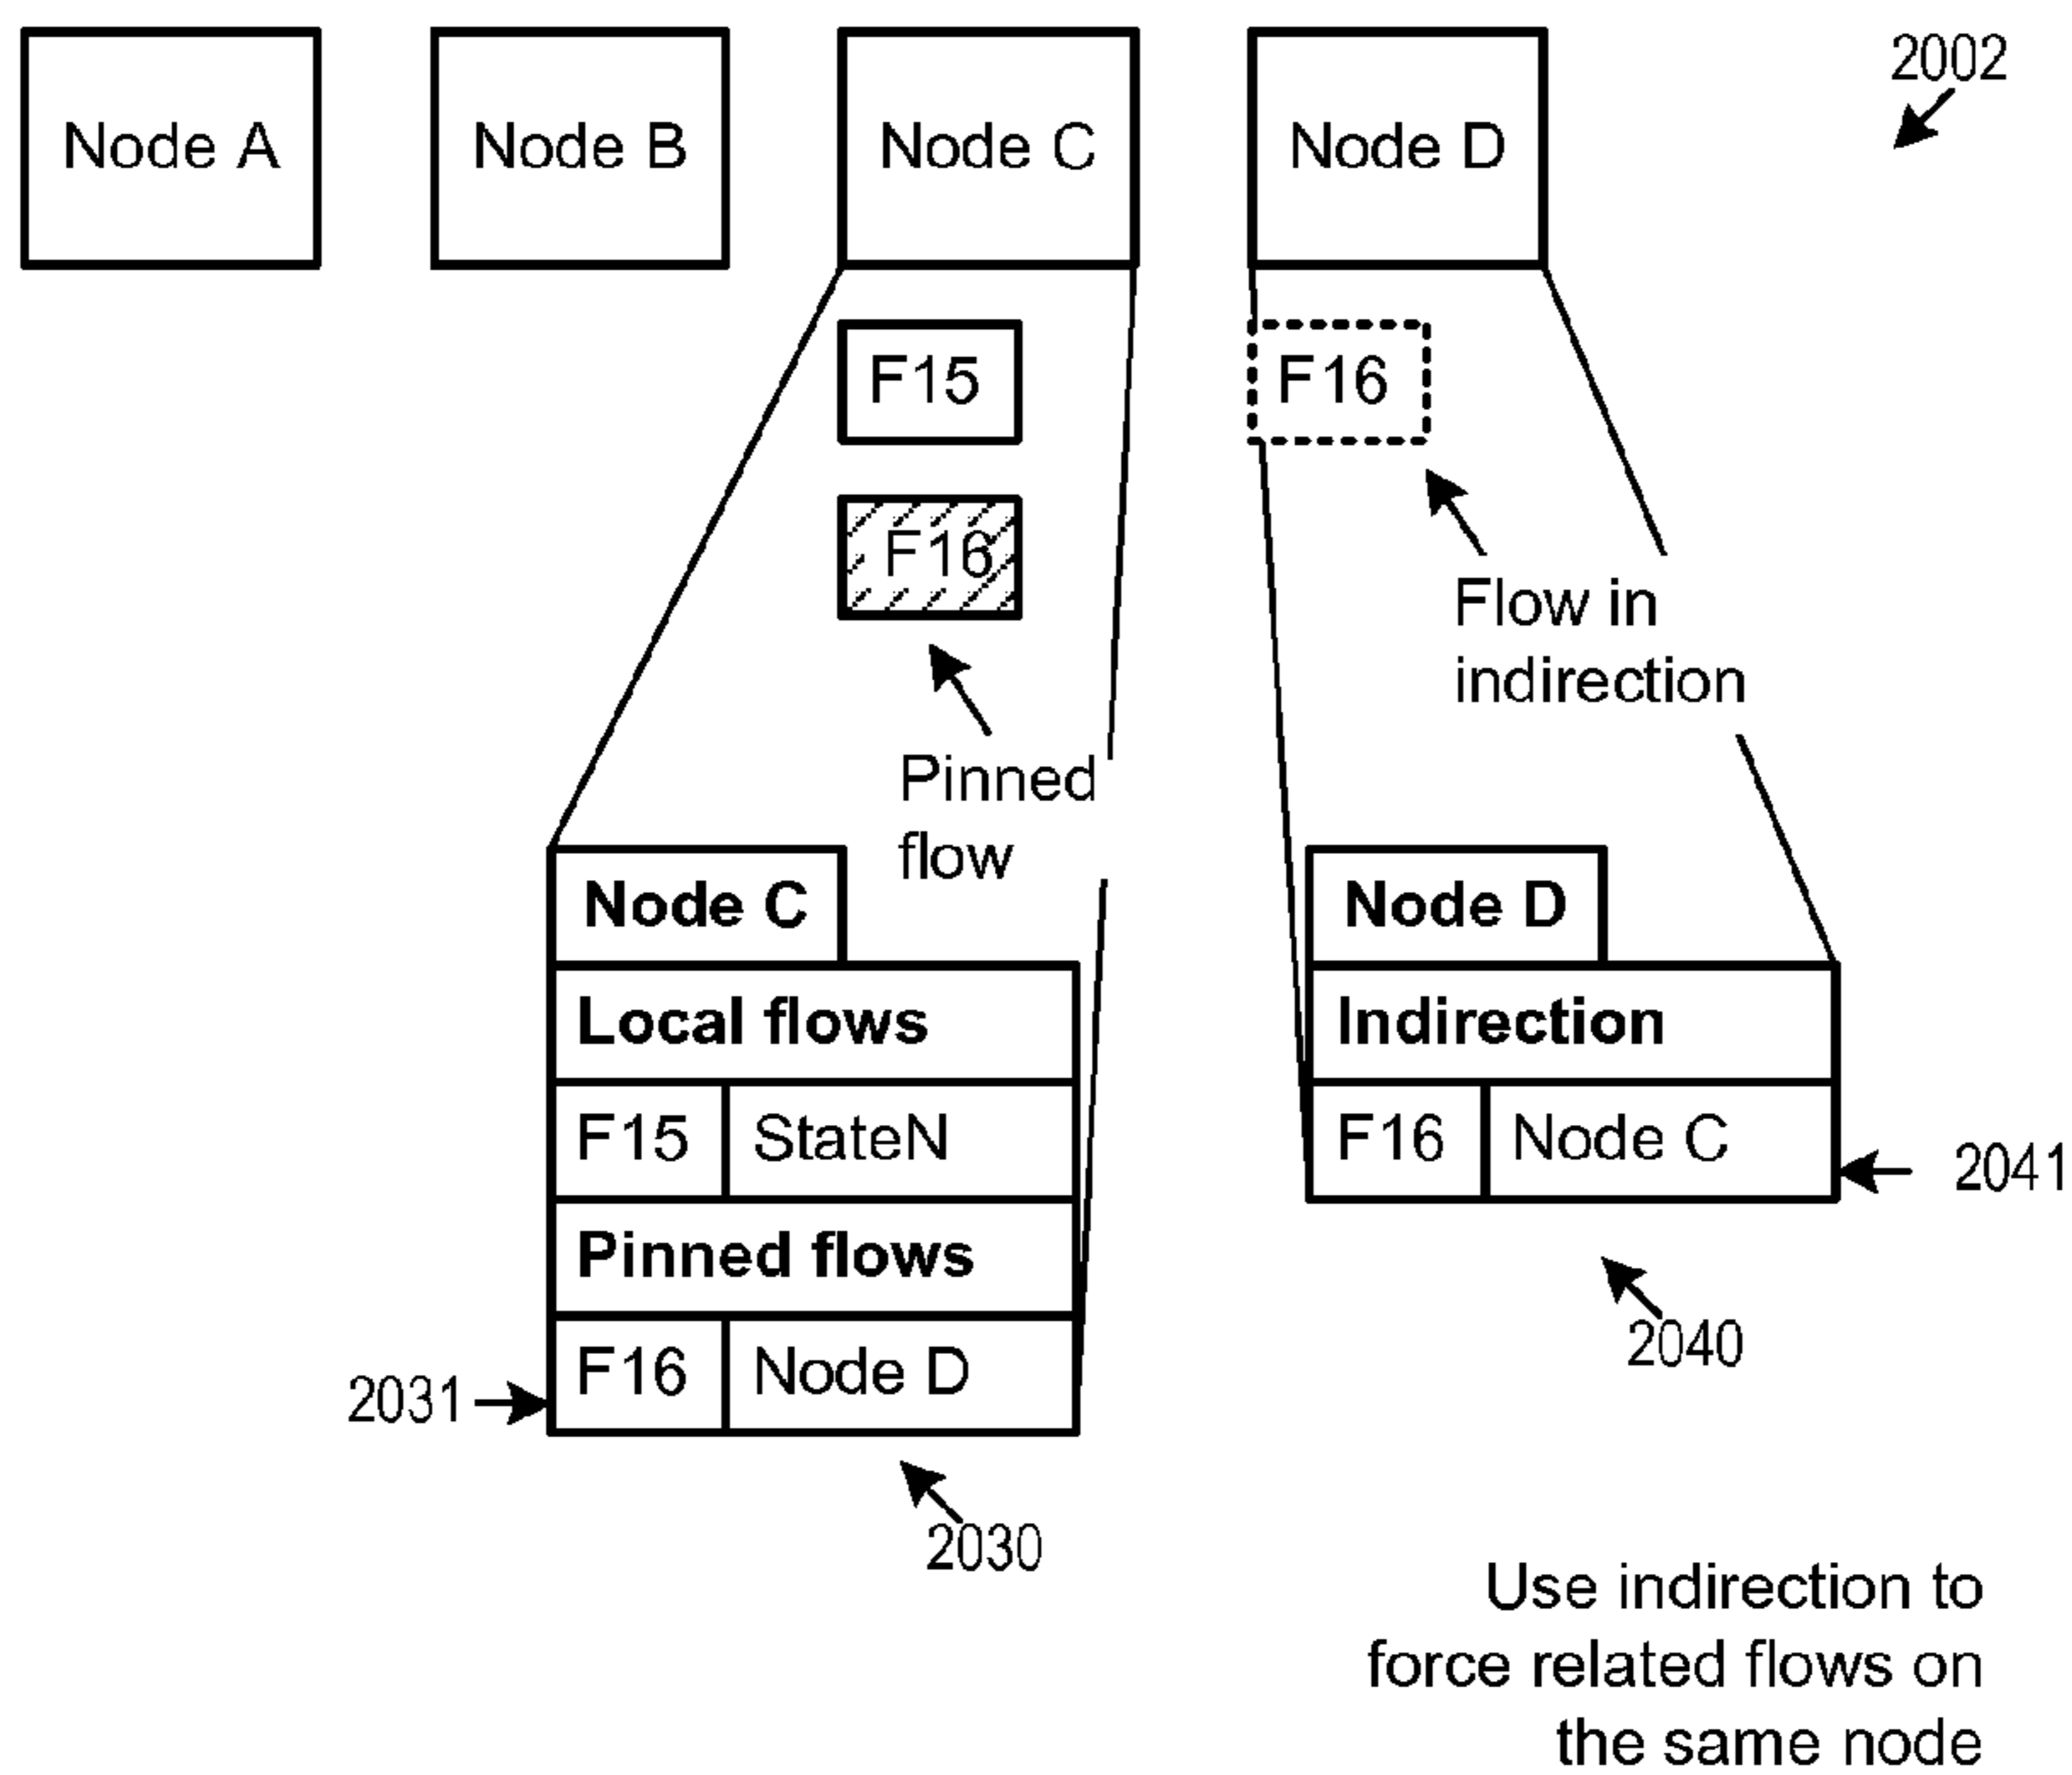 Node A
Node B
Node C
Node D
2002
F15
F16
F16
Flow in
indirection
Pinned
flow
Node C
Local flows
F15 StateN
Pinned flows
F16 Node D
2031
2030
Node D
Indirection
F16 Node C
2041
2040
Use indirection to
force related flows on
the same node